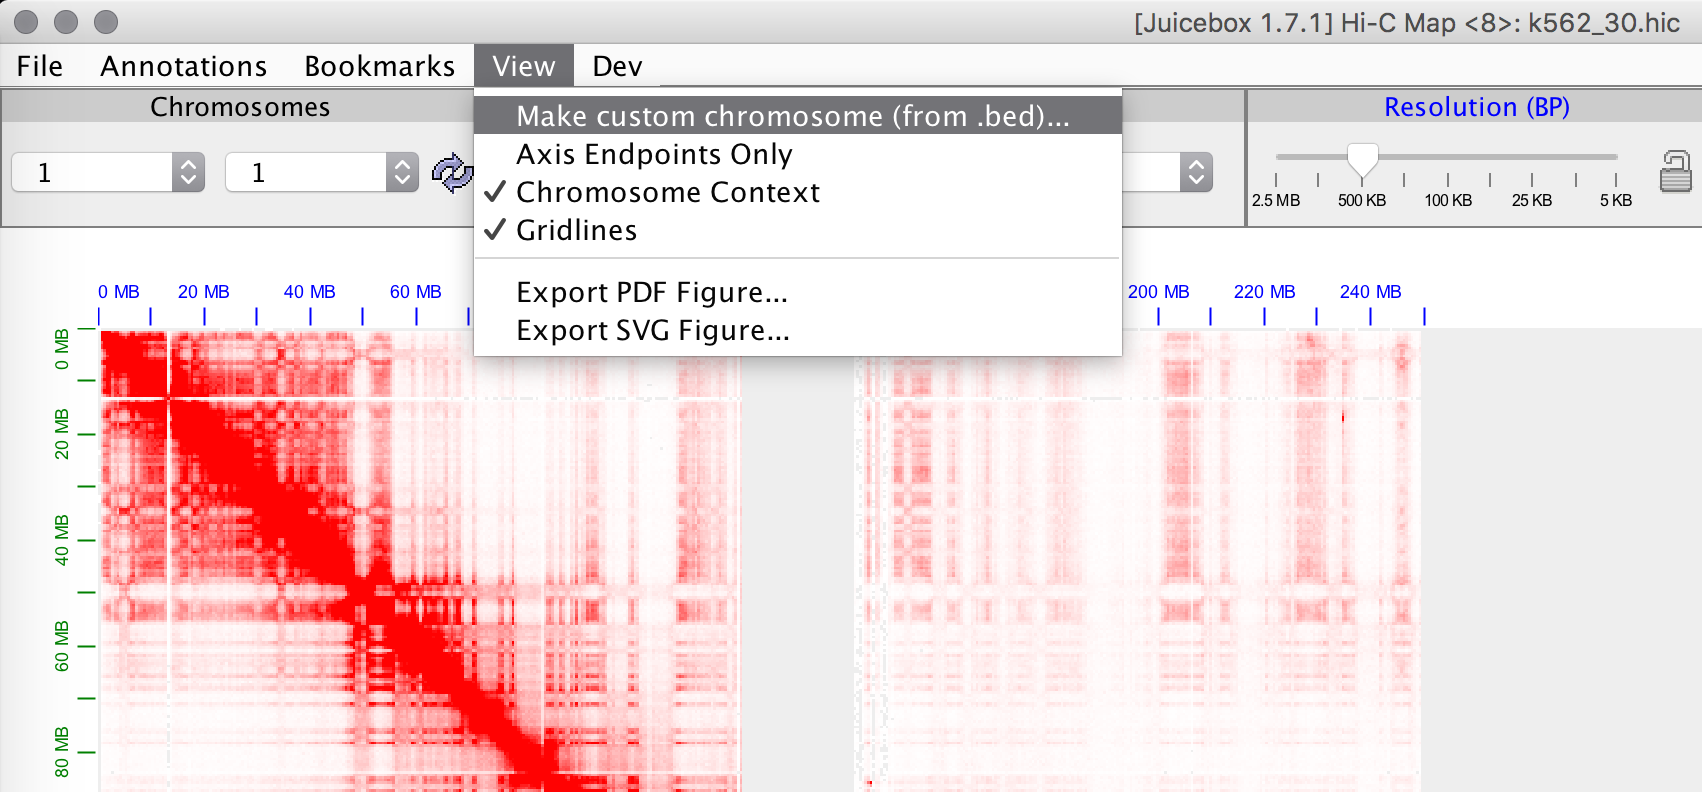 [Juicebox 1.7.1] Hi-C Map <8>: k562_30.hic
File Annotations Bookmarks View Dev
Chromosomes
Resolution (BP)
Make custom chromosome (from .bed)...
Axis Endpoints Only
✓ Chromosome Context
✓ Gridlines
Export PDF Figure...
Export SVG Figure...
1 1
2.5 MB 500 KB 100 KB 25 KB 5 KB
0 MB 20 MB 40 MB 60 MB 200 MB 220 MB 240 MB
0 MB
20 MB
40 MB
60 MB
80 MB